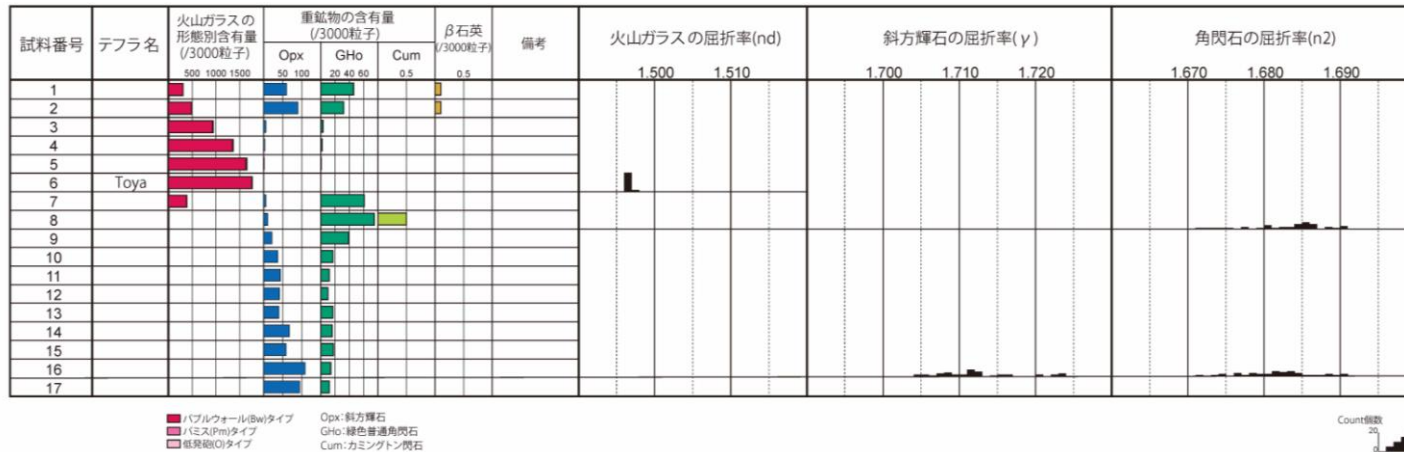 試料番号 テフラ名 火山ガラスの形態別含有量(/3000粒子) 重鉱物の含有量(/3000粒子) β石英(/3000粒子) 備考 火山ガラスの屈折率(nd) 斜方輝石の屈折率(γ) 角閃石の屈折率(n2)
Opx GHo Cum
500 1000 1500 50 100 20 40 60 0.5 0.5 1.500 1.510 1.700 1.710 1.720 1.670 1.680 1.690
1
2
3
4
5
6 Toya
7
8
9
10
11
12
13
14
15
16
17
バブルウォール(Bw)タイプ Opx:斜方輝石
パミス(Pm)タイプ GHo:緑色普通角閃石
低発泡(O)タイプ Cum:カミングトン閃石
Count個数
20
0